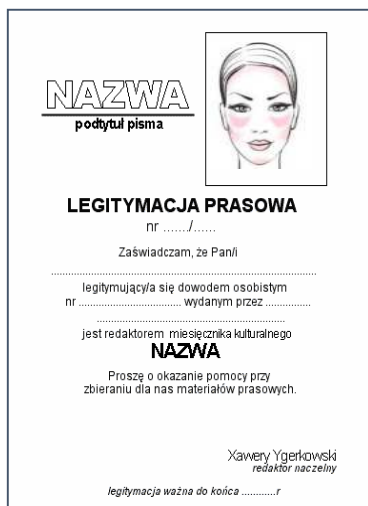 NAZWA
podtytuł pisma
LEGITYMACJA PRASOWA
nr ......./......
Zaświadczam, że Pan/i
.............................................................................................
legitymujący/a się dowodem osobistym
nr .................................... wydanym przez ................
..................................................................
jest redaktorem miesięcznika kulturalnego
NAZWA
Proszę o okazanie pomocy przy
zbieraniu dla nas materiałów prasowych.
Xawery Ygerkowski
redaktor naczelny
legitymacja ważna do końca ............r